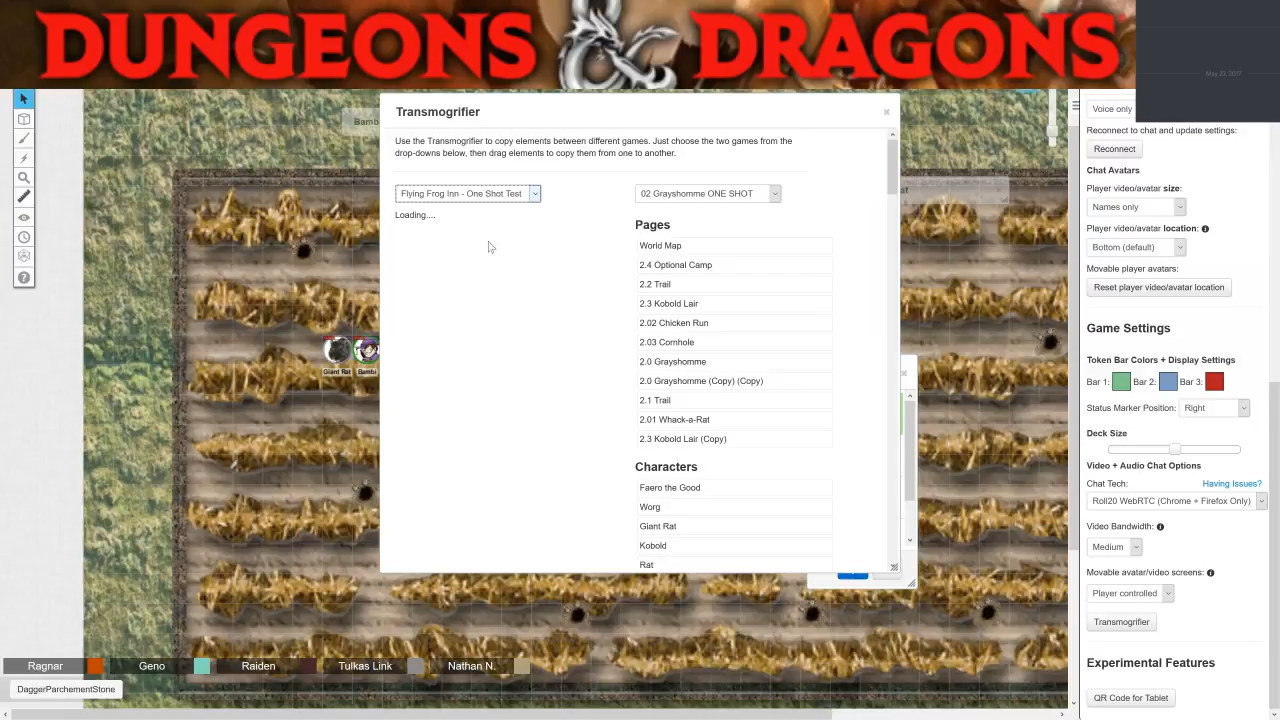 DUNGEONS & DRAGONS
May 23, 2017
Transmogrifier
Use the Transmogrifier to copy elements between different games. Just choose the two games from the
drop-downs below, then drag elements to copy them from one to another.
Flying Frog Inn - One Shot Test
02 Grayshomme ONE SHOT
Loading....
Pages
World Map
2.4 Optional Camp
2.2 Trail
2.3 Kobold Lair
2.02 Chicken Run
2.03 Cornhole
2.0 Grayshomme
2.0 Grayshomme (Copy) (Copy)
2.1 Trail
2.01 Whack-a-Rat
2.3 Kobold Lair (Copy)
Characters
Faero the Good
Worg
Giant Rat
Kobold
Rat
Bamb
at
Giant Rat
Bambi
Voice only
Reconnect to chat and update settings:
Reconnect
Chat Avatars
Player video/avatar size:
Names only
Player video/avatar location:
Bottom (default)
Movable player avatars:
Reset player video/avatar location
Game Settings
Token Bar Colors + Display Settings
Bar 1: Bar 2: Bar 3:
Status Marker Position: Right
Deck Size
Video + Audio Chat Options
Chat Tech: Having Issues?
Roll20 WebRTC (Chrome + Firefox Only)
Video Bandwidth:
Medium
Movable avatar/video screens:
Player controlled
Transmogrifier
Experimental Features
QR Code for Tablet
Ragnar
Geno
Raiden
Tulkas Link
Nathan N.
DaggerParchementStone